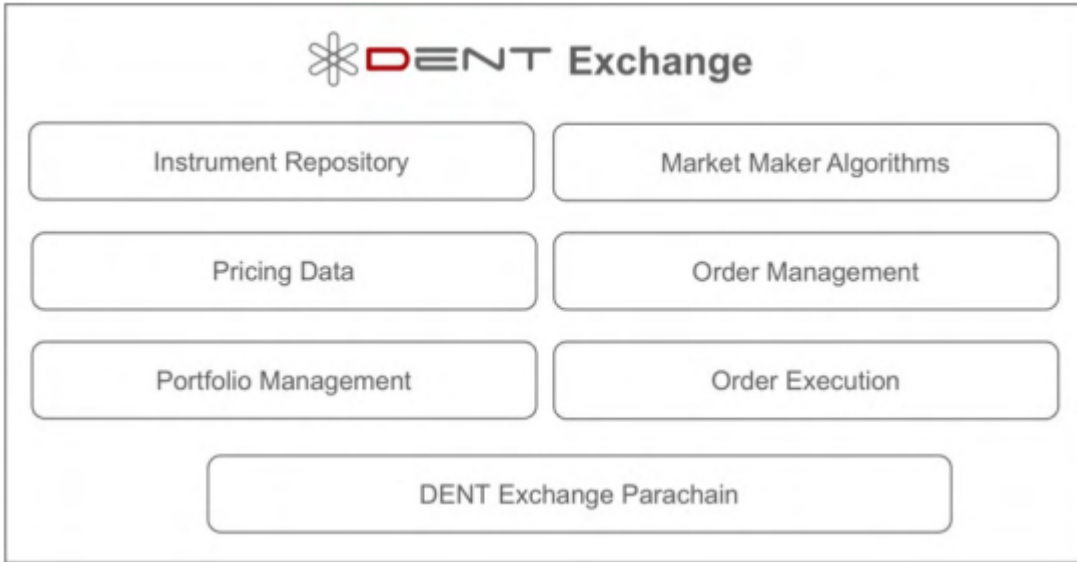 DENT Exchange
Instrument Repository
Market Maker Algorithms
Pricing Data
Order Management
Portfolio Management
Order Execution
DENT Exchange Parachain